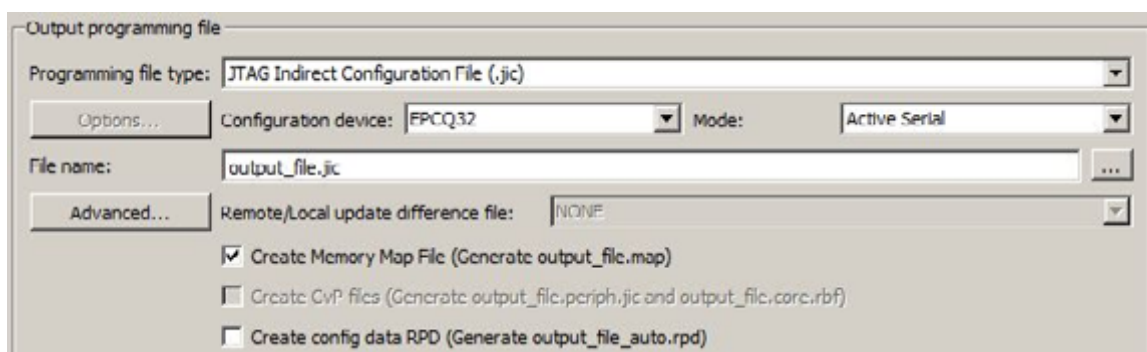 Output programming file
Programming file type: JTAG Indirect Configuration File (.jic)
Options... Configuration device: EPCQ32 Mode: Active Serial
File name: output_file.jic ...
Advanced... Remote/Local update difference file: NONE
Create Memory Map File (Generate output_file.map)
Create CvP files (Generate output_file.periph.jic and output_file.core.rbf)
Create config data RPD (Generate output_file_auto.rpd)